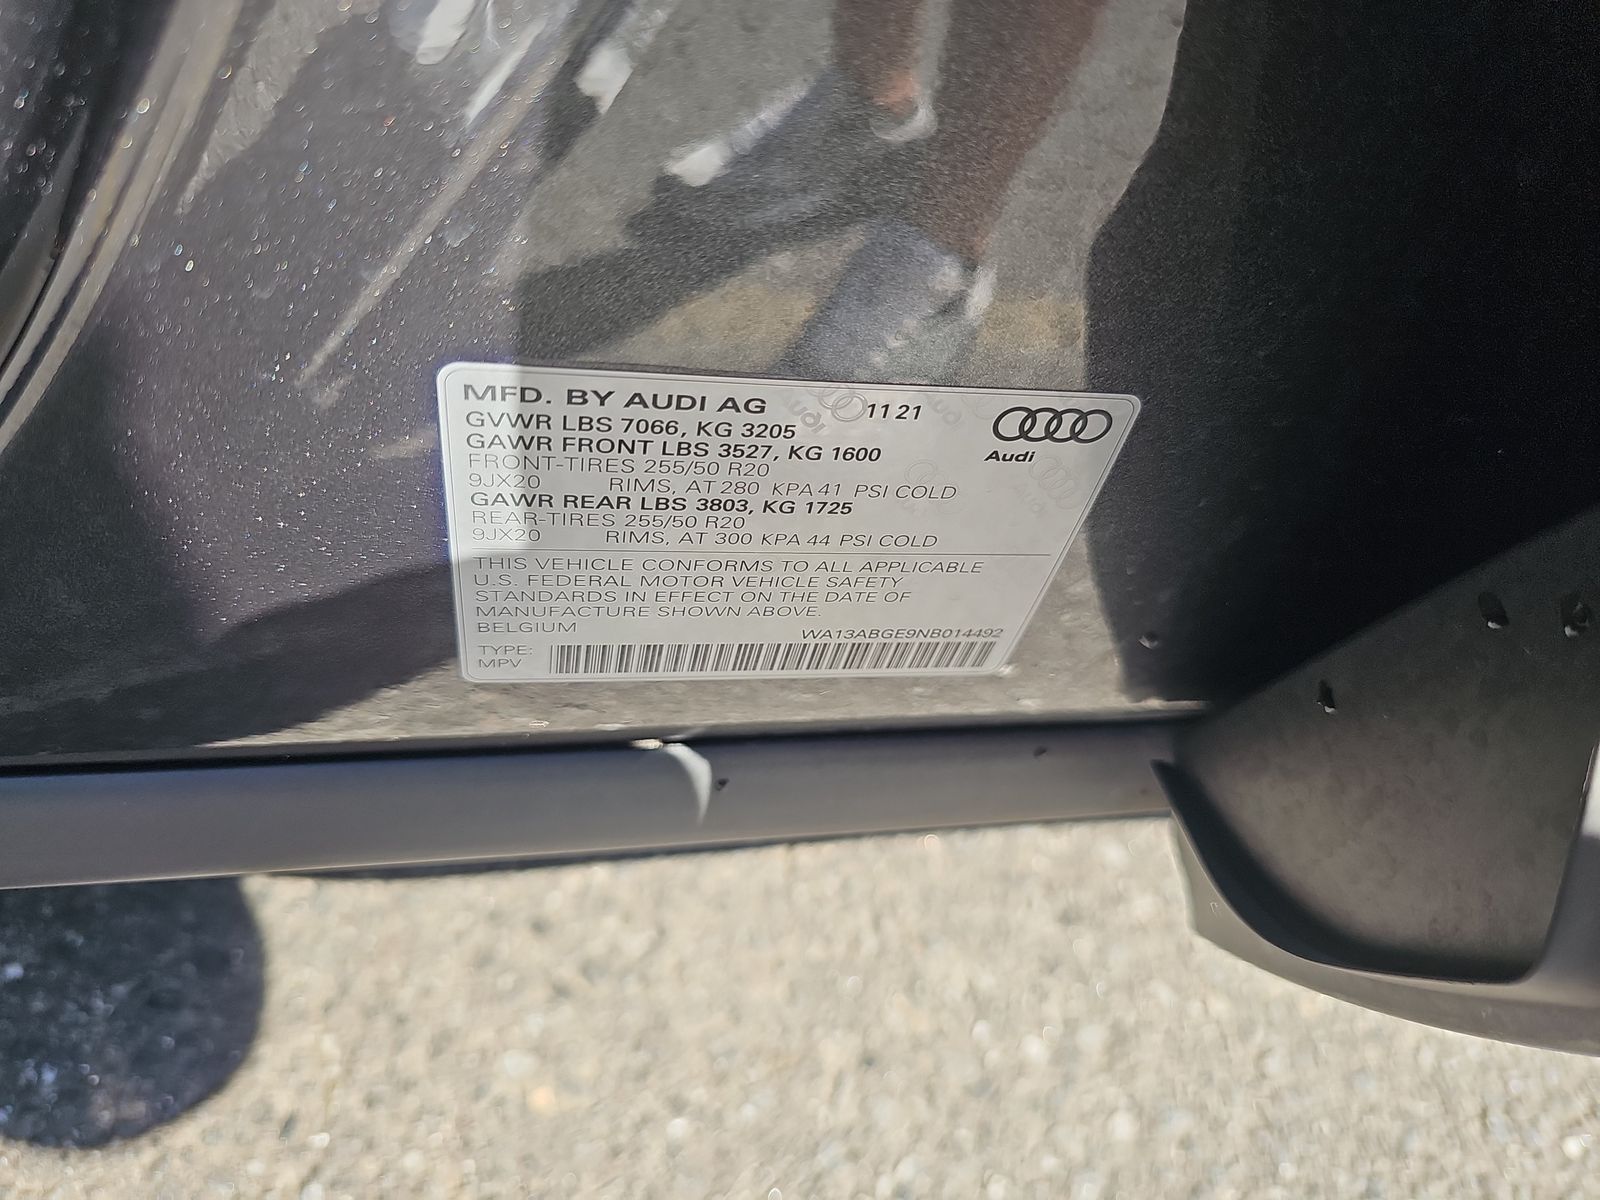 MFD. BY AUDI AG 11 21
GVWR LBS 7066, KG 3205
GAWR FRONT LBS 3527, KG 1600
FRONT-TIRES 255/50 R20
9JX20 RIMS, AT 280 KPA 41 PSI COLD
GAWR REAR LBS 3803, KG 1725
REAR-TIRES 255/50 R20
9JX20 RIMS, AT 300 KPA 44 PSI COLD
Audi
THIS VEHICLE CONFORMS TO ALL APPLICABLE
U.S. FEDERAL MOTOR VEHICLE SAFETY
STANDARDS IN EFFECT ON THE DATE OF
MANUFACTURE SHOWN ABOVE.
BELGIUM WA13ABGE9NB014492
TYPE:
MPV